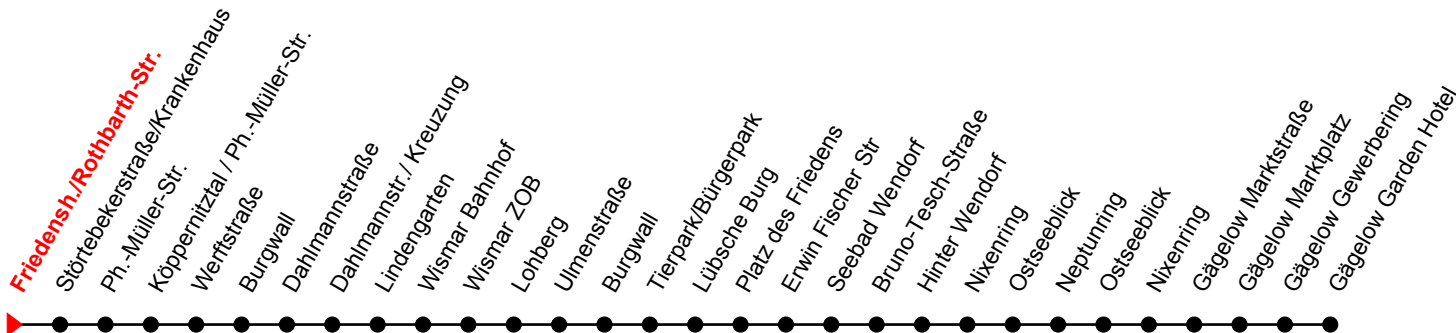 Friedensh./Rothbarth-Str.
Störtebekerstraße/Krankenhaus
Ph.-Müller-Str.
Köppernitztal / Ph.-Müller-Str.
Werftstraße
Burgwall
Dahlmannstraße
Dahlmannstr./ Kreuzung
Lindengarten
Wismar Bahnhof
Wismar ZOB
Lohberg
Ulmenstraße
Burgwall
Tierpark/Bürgerpark
Lübsche Burg
Platz des Friedens
Erwin Fischer Str
Seebad Wendorf
Bruno-Tesch-Straße
Hinter Wendorf
Nixenring
Ostseeblick
Neptunring
Ostseeblick
Nixenring
Gägelow Marktstraße
Gägelow Marktplatz
Gägelow Gewerbering
Gägelow Garden Hotel